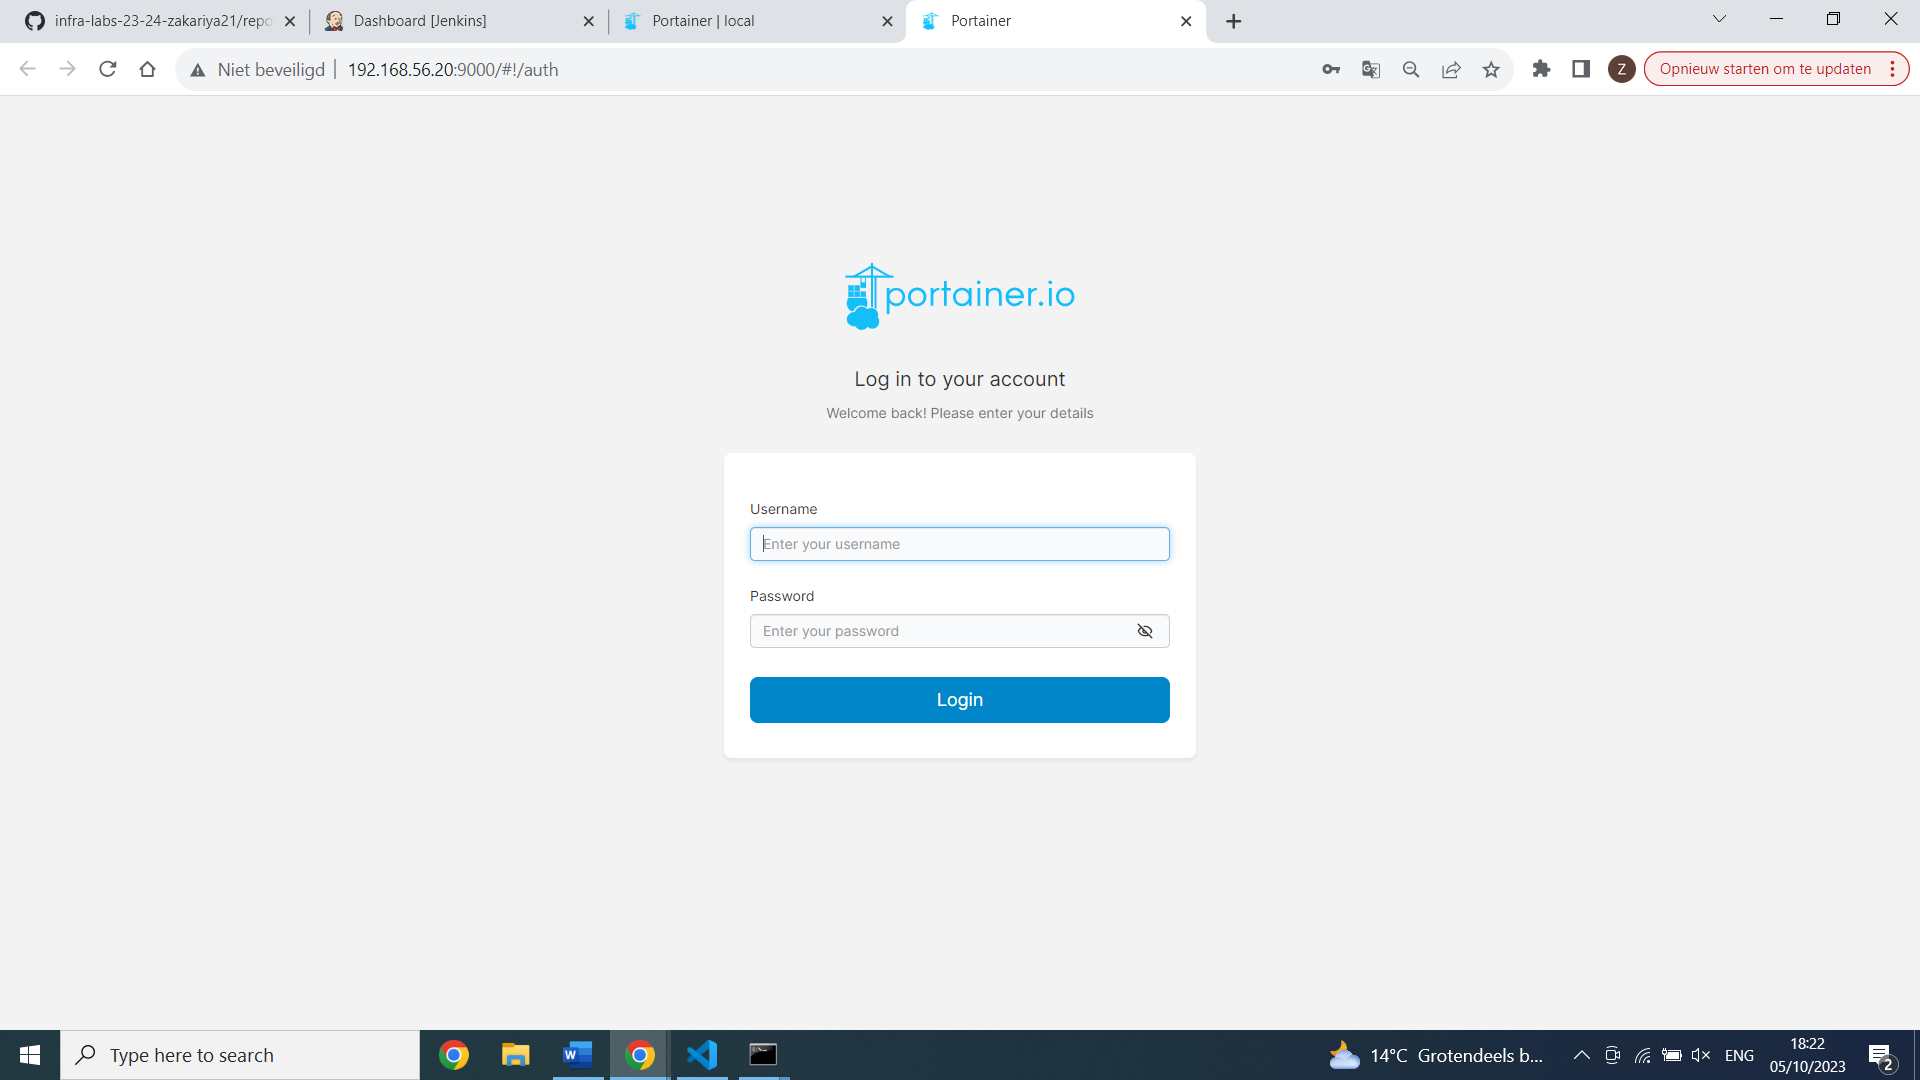 infra-labs-23-24-zakariya21/repo
Dashboard [Jenkins]
Portainer | local
Portainer
Niet beveiligd
192.168.56.20:9000/#!/auth
Z
Opnieuw starten om te updaten
portainer.io
Log in to your account
Welcome back! Please enter your details
Username
Enter your username
Password
Enter your password
Login
Type here to search
14°C Grotendeels b...
ENG
18:22
05/10/2023
2